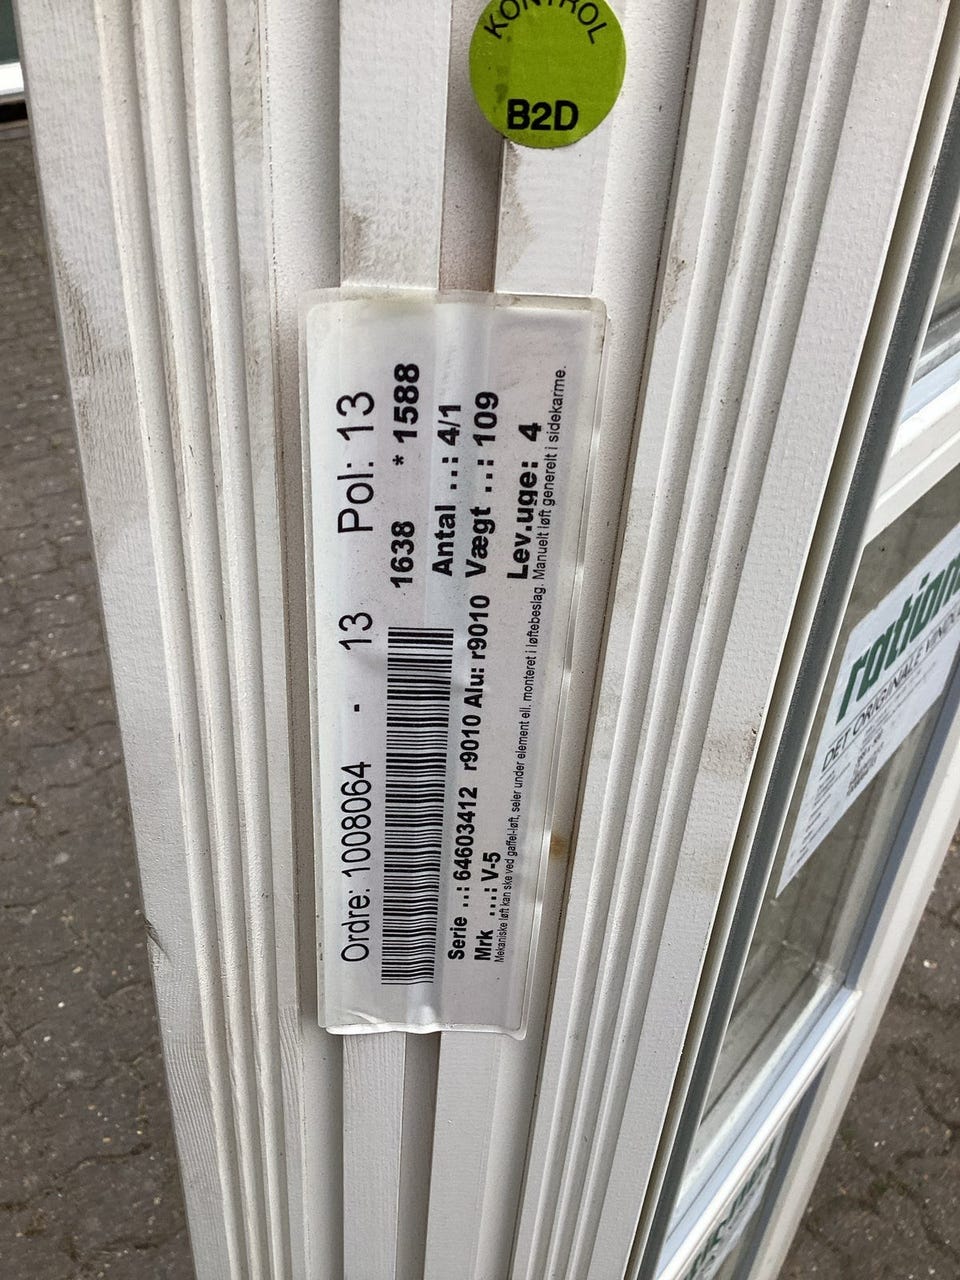 KONTROL
B2D
Ordre: 1008064 - 13 Pol: 13
1638 * 1588
Antal ..: 4/1
Serie ..: 64603412 r9010 Alu: r9010 Vægt ..: 109
Mrk ...: V-5 Lev.uge: 4
Mekaniske løft kan ske ved gaffel-løft, seler under element ell. monteret i løftebeslag. Manuelt løft generelt i sidekarme.
DET ORIGINALE